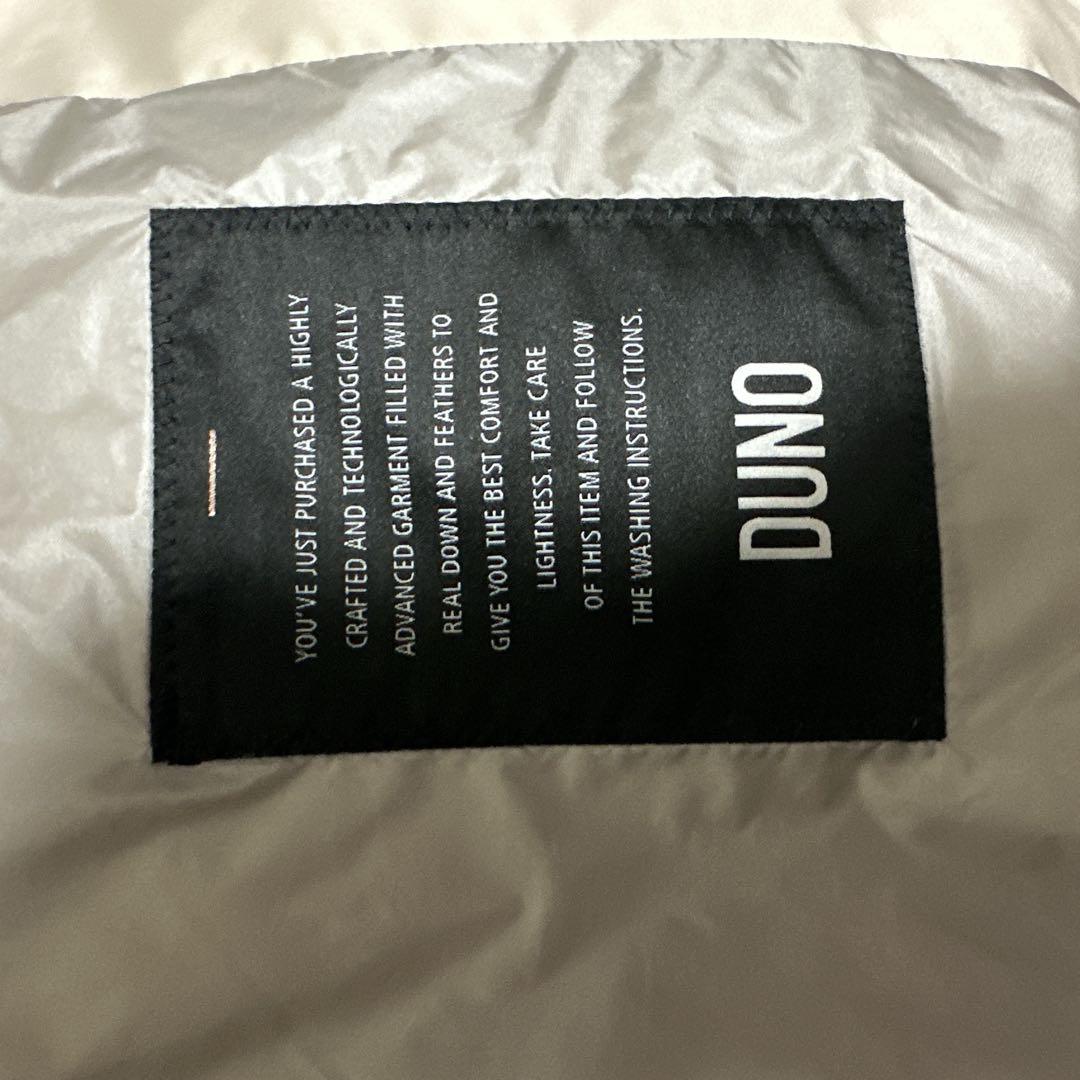 YOU'VE JUST PURCHASED A HIGHLY
CRAFTED AND TECHNOLOGICALLY
ADVANCED GARMENT FILLED WITH
REAL DOWN AND FEATHERS TO
GIVE YOU THE BEST COMFORT AND
LIGHTNESS. TAKE CARE
OF THIS ITEM AND FOLLOW
THE WASHING INSTRUCTIONS.
DUNO